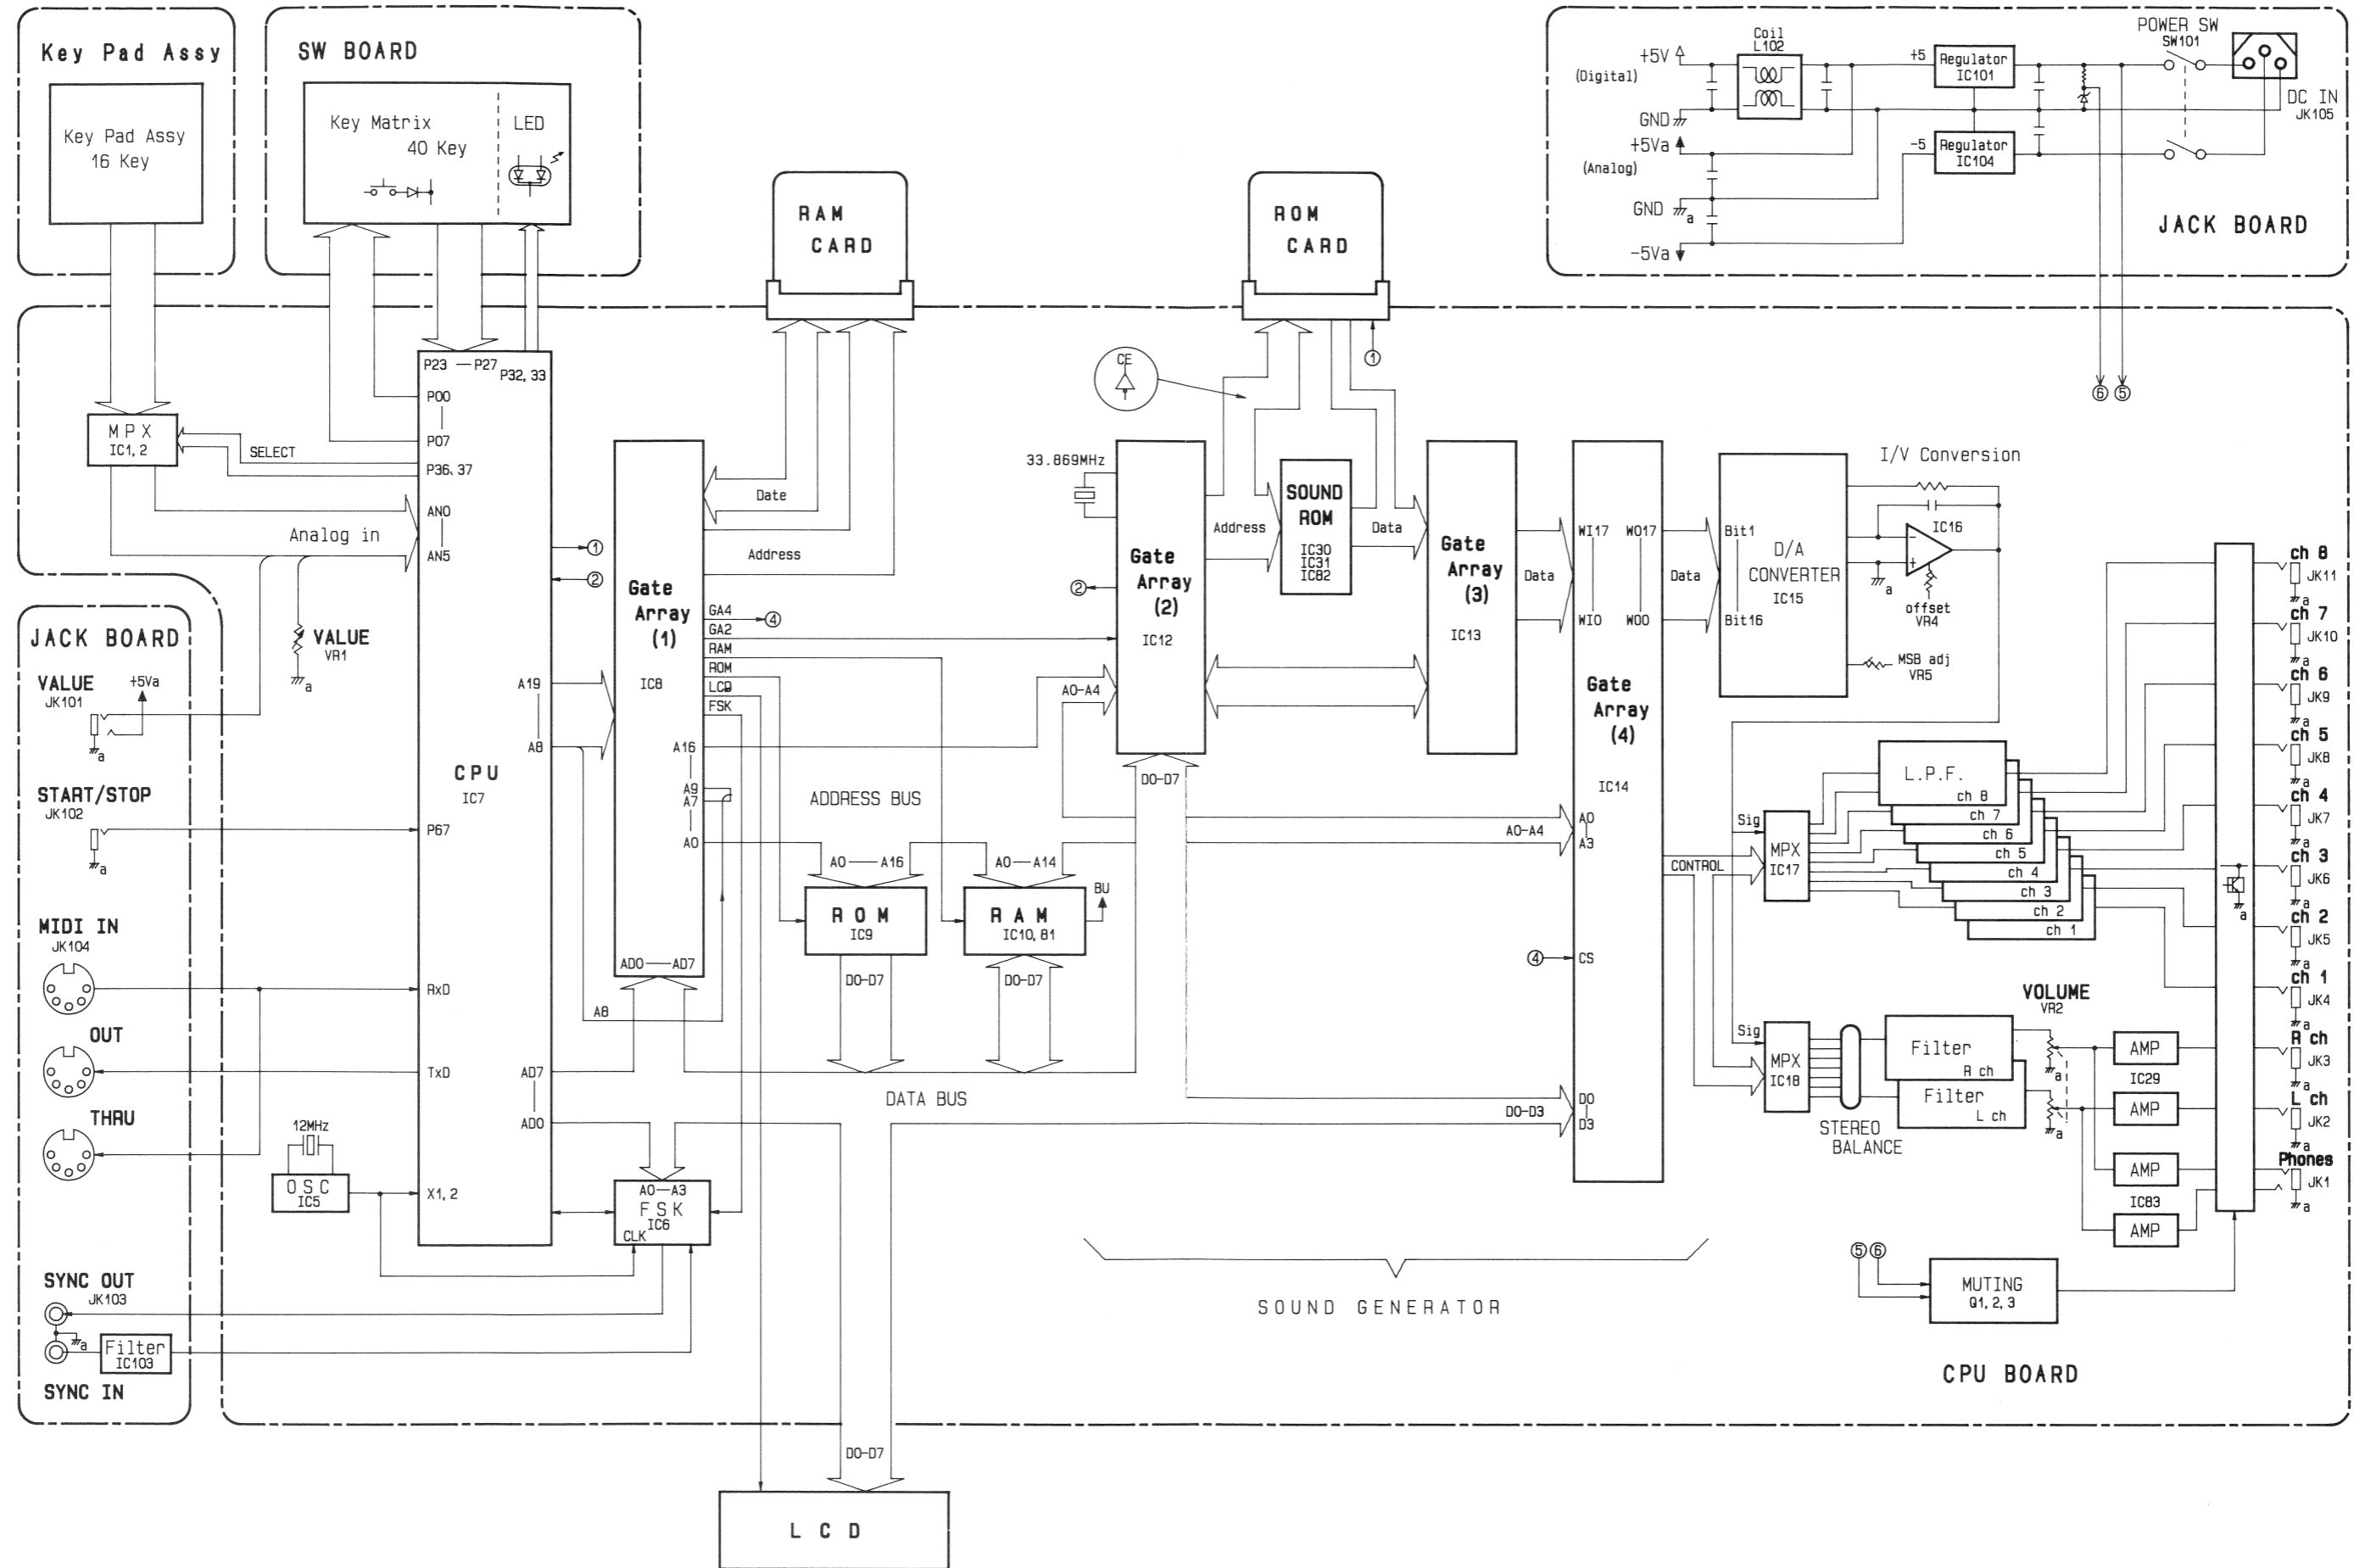 Key Pad Assy
Key Pad Assy
16 Key
SW BOARD
Key Matrix
40 Key
LED
RAM
CARD
ROM
CARD
①
CE
+5V
(Digital)
GND
+5Va
(Analog)
GND
a
-5Va
Coil
L102
+5
Regulator
IC101
-5
Regulator
IC104
POWER SW
SW101
DC IN
JK105
JACK BOARD
⑥ ⑤
MPX
IC1, 2
SELECT
Analog in
P23 — P27
P32, 33
P00
P07
P36, 37
AN0
AN5
①
②
A19
A8
CPU
IC7
P67
RxD
TxD
AD7
AD0
X1, 2
VALUE
VR1
a
JACK BOARD
VALUE
JK101
+5Va
a
START/STOP
JK102
a
MIDI IN
JK104
OUT
THRU
12MHz
OSC
IC5
SYNC OUT
JK103
a
Filter
IC103
SYNC IN
Date
Address
Gate
Array
(1)
IC8
GA4
④
GA2
RAM
ROM
LCD
FSK
A16
A9
A7
A0
AD0 — AD7
A8
ADDRESS BUS
A0 — A16
ROM
IC9
D0-D7
A0 — A14
BU
RAM
IC10, 81
D0-D7
DATA BUS
A0 — A3
FSK
IC6
CLK
D0-D7
LCD
33.869MHz
②
A0-A4
Gate
Array
(2)
IC12
D0-D7
Address
SOUND
ROM
IC30
IC31
IC82
Data
Gate
Array
(3)
IC13
Data
WI17
WO17
WI0
WO0
Gate
Array
(4)
IC14
A0-A4
A0
A3
④
CS
D0-D3
D0
D3
CONTROL
Data
Bit1
Bit16
D/A
CONVERTER
IC15
I/V Conversion
IC16
a
offset
VR4
MSB adj
VR5
Sig
MPX
IC17
L.P.F.
ch 8
ch 7
ch 6
ch 5
ch 4
ch 3
ch 2
ch 1
Sig
MPX
IC18
STEREO
BALANCE
Filter
R ch
Filter
L ch
VOLUME
VR2
a
a
AMP
IC29
AMP
AMP
IC83
AMP
a
ch 8
JK11
a
ch 7
JK10
a
ch 6
JK9
a
ch 5
JK8
a
ch 4
JK7
a
ch 3
JK6
a
ch 2
JK5
a
ch 1
JK4
a
R ch
JK3
a
L ch
JK2
a
Phones
JK1
a
⑤ ⑥
MUTING
Q1, 2, 3
SOUND GENERATOR
CPU BOARD